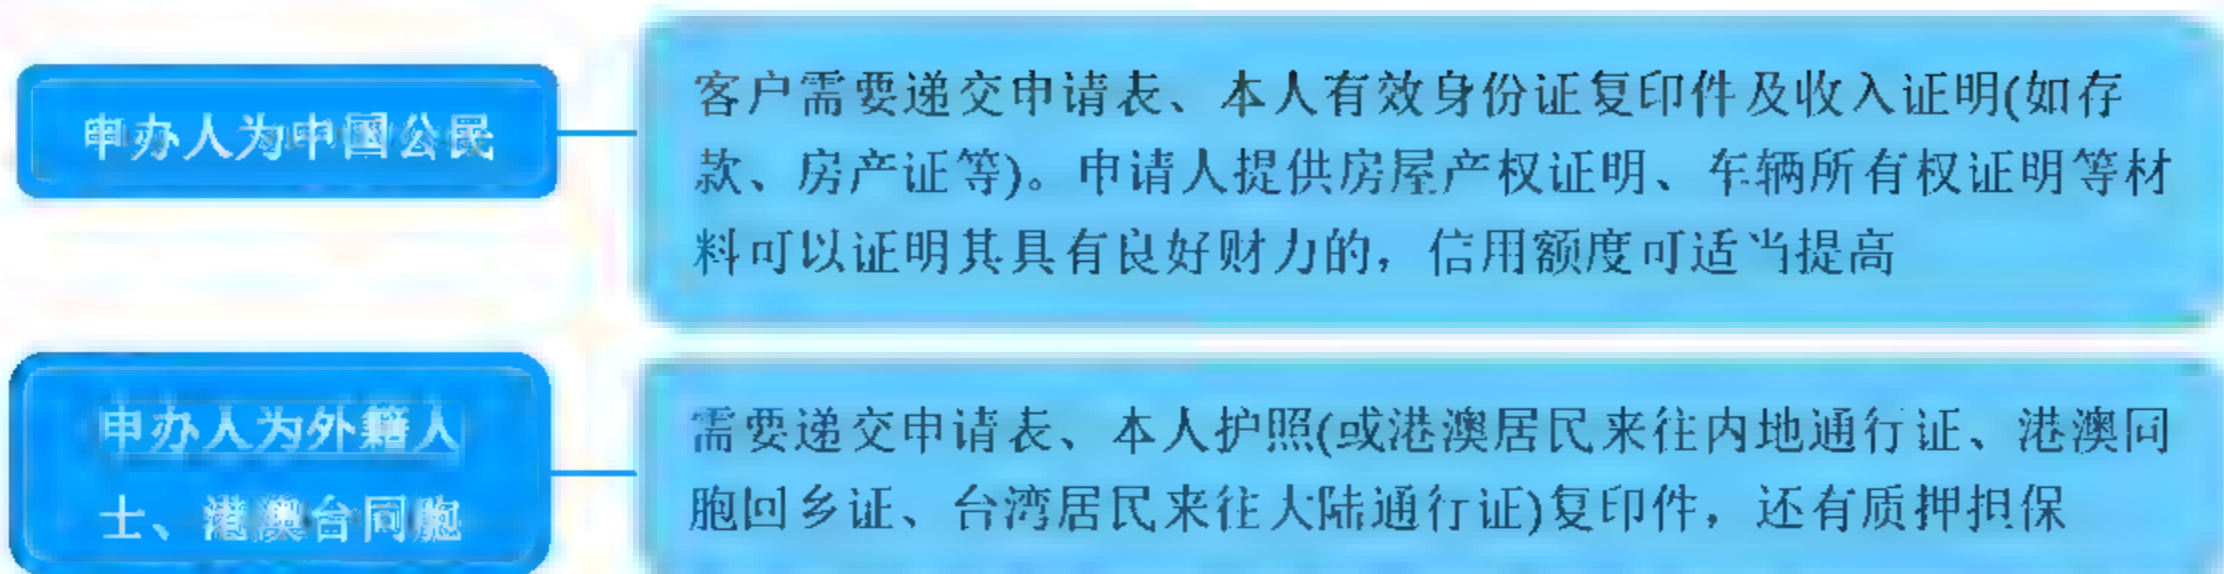 申办人为中国公民
客户需要递交申请表、本人有效身份证复印件及收入证明(如存
款、房产证等)。申请人提供房屋产权证明、车辆所有权证明等材
料可以证明其具有良好财力的，信用额度可适当提高
申办人为外籍人
士、港澳台同胞
需要递交申请表、本人护照(或港澳居民来往内地通行证、港澳同
胞回乡证、台湾居民来往大陆通行证)复印件，还有质押担保